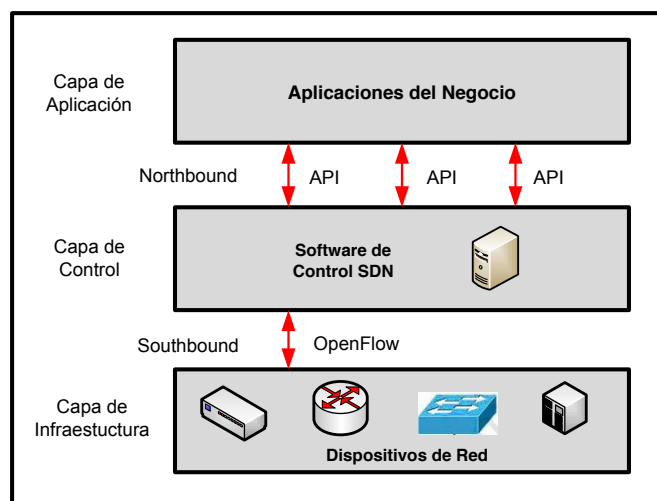 Capa de
Aplicación
Aplicaciones del Negocio
Northbound
API
API
API
Capa de
Control
Software de
Control SDN
Southbound
OpenFlow
Capa de
Infraestuctura
Dispositivos de Red